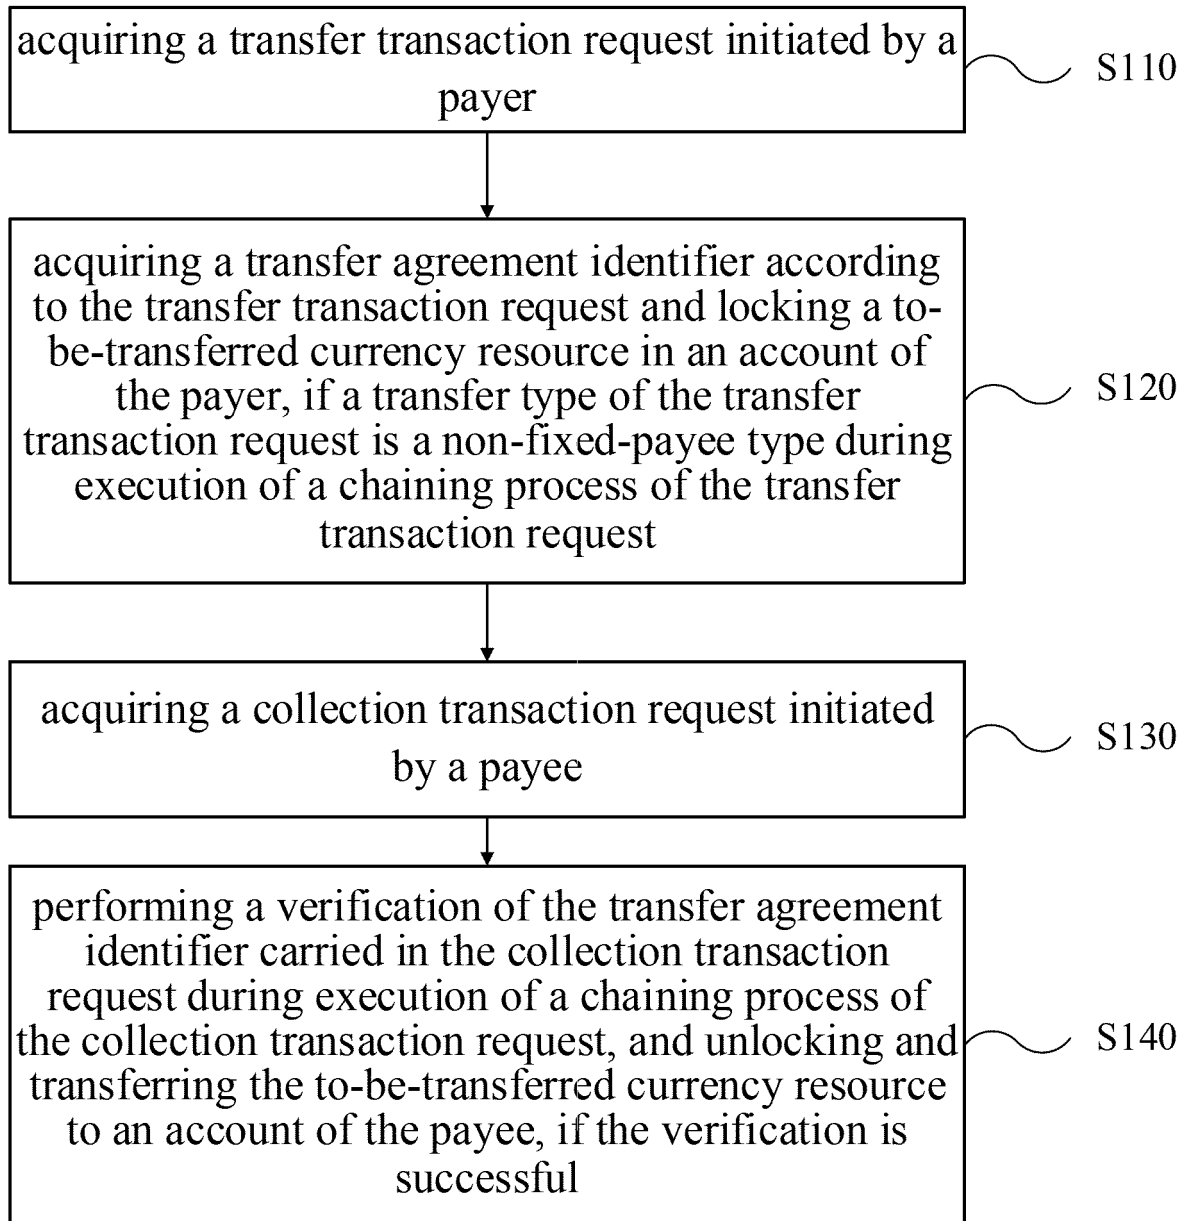 acquiring a transfer transaction request initiated by a
payer
S110
acquiring a transfer agreement identifier according
to the transfer transaction request and locking a to-
be-transferred currency resource in an account of
the payer, if a transfer type of the transfer
transaction request is a non-fixed-payee type during
execution of a chaining process of the transfer
transaction request
S120
acquiring a collection transaction request initiated
by a payee
S130
performing a verification of the transfer agreement
identifier carried in the collection transaction
request during execution of a chaining process of
the collection transaction request, and unlocking and
transferring the to-be-transferred currency resource
to an account of the payee, if the verification is
successful
S140